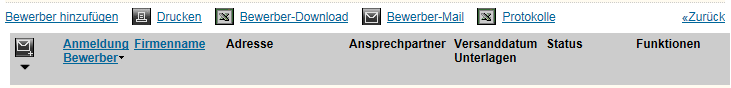 Bewerber hinzufügen Drucken Bewerber-Download Bewerber-Mail Protokolle «Zurück
Anmeldung Firmenname Adresse Ansprechpartner Versanddatum Status Funktionen
Bewerber Unterlagen